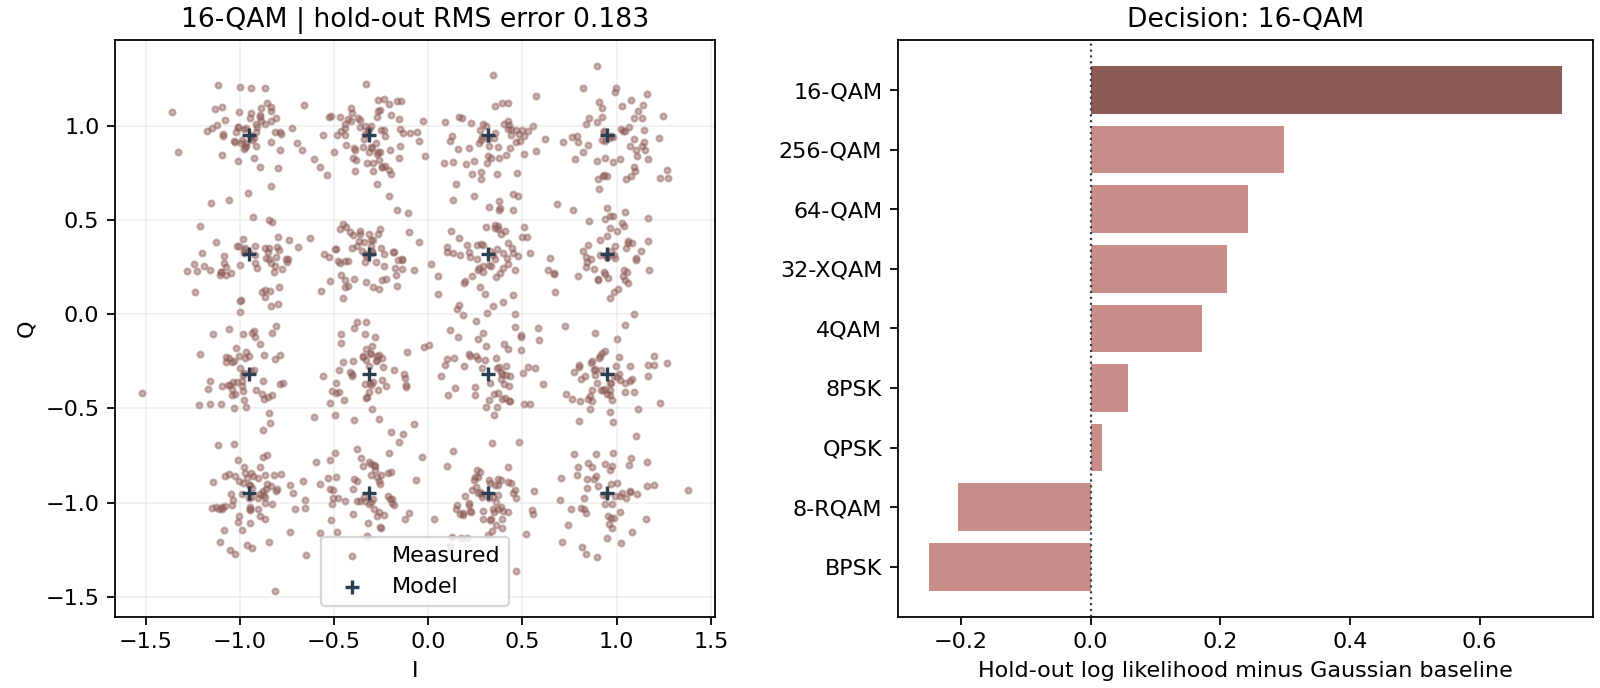 16-QAM | hold-out RMS error 0.183
1.0
0.5
0.0
−0.5
−1.0
−1.5
Q
−1.5 −1.0 −0.5 0.0 0.5 1.0 1.5
I
Measured
Model
Decision: 16-QAM
16-QAM
256-QAM
64-QAM
32-XQAM
4QAM
8PSK
QPSK
8-RQAM
BPSK
−0.2 0.0 0.2 0.4 0.6
Hold-out log likelihood minus Gaussian baseline